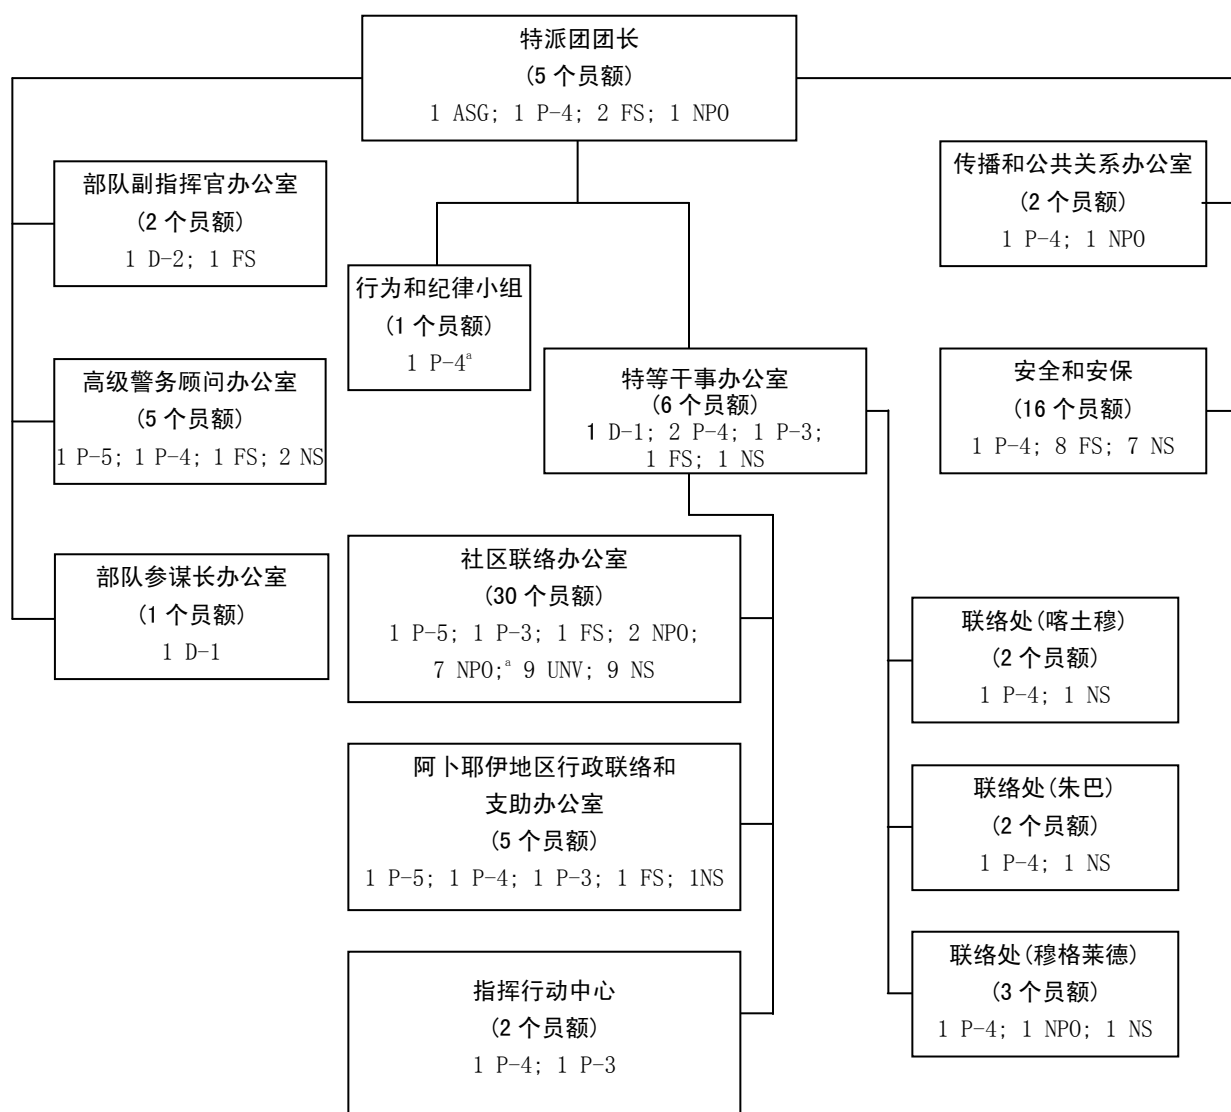 特派团团长
(5 个员额)
1 ASG; 1 P-4; 2 FS; 1 NPO
部队副指挥官办公室
(2 个员额)
1 D-2; 1 FS
传播和公共关系办公室
(2 个员额)
1 P-4; 1 NPO
行为和纪律小组
(1 个员额)
1 P-4ᵃ
高级警务顾问办公室
(5 个员额)
1 P-5; 1 P-4; 1 FS; 2 NS
特等干事办公室
(6 个员额)
1 D-1; 2 P-4; 1 P-3;
1 FS; 1 NS
安全和安保
(16 个员额)
1 P-4; 8 FS; 7 NS
部队参谋长办公室
(1 个员额)
1 D-1
社区联络办公室
(30 个员额)
1 P-5; 1 P-3; 1 FS; 2 NPO;
7 NPO;ᵃ 9 UNV; 9 NS
联络处(喀土穆)
(2 个员额)
1 P-4; 1 NS
阿卜耶伊地区行政联络和
支助办公室
(5 个员额)
1 P-5; 1 P-4; 1 P-3; 1 FS; 1NS
联络处(朱巴)
(2 个员额)
1 P-4; 1 NS
指挥行动中心
(2 个员额)
1 P-4; 1 P-3
联络处(穆格莱德)
(3 个员额)
1 P-4; 1 NPO; 1 NS